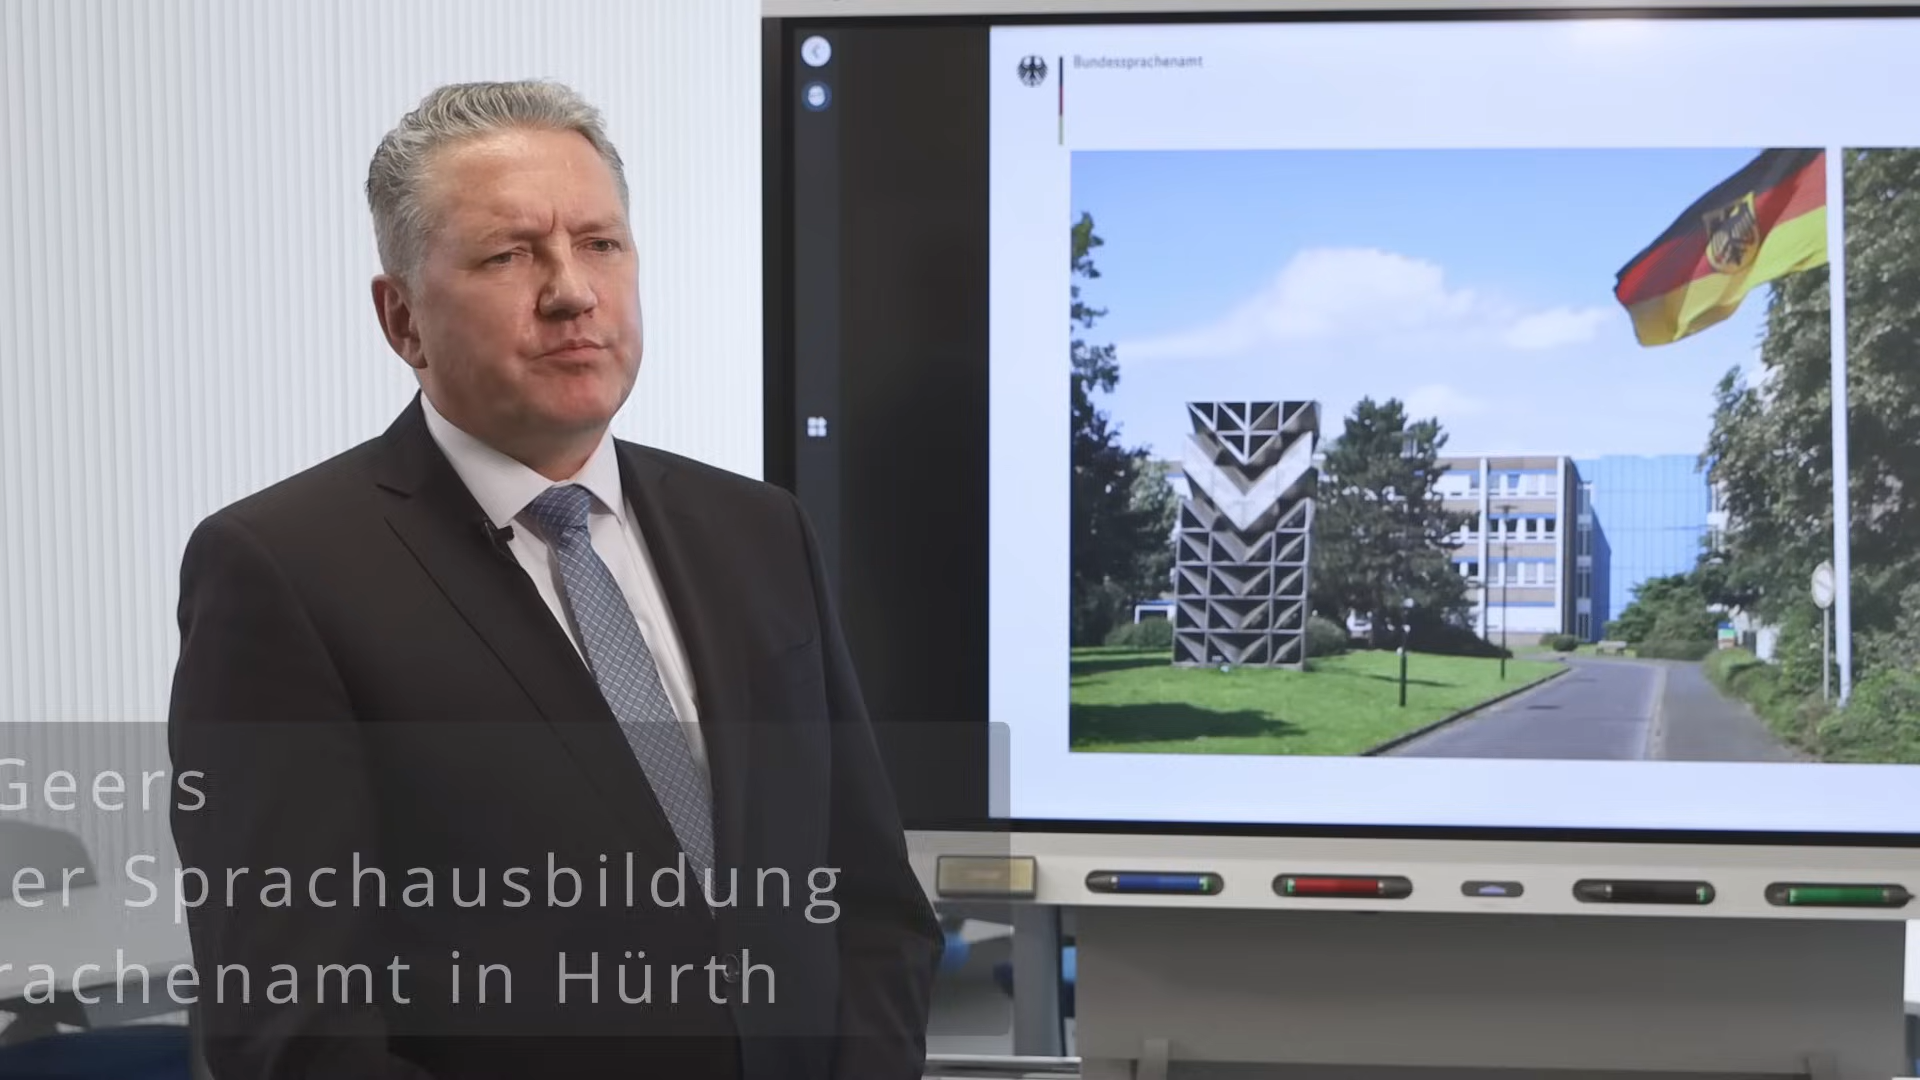 Bundessprachenamt
Geers
er Sprachausbildung
rachenamt in Hürth